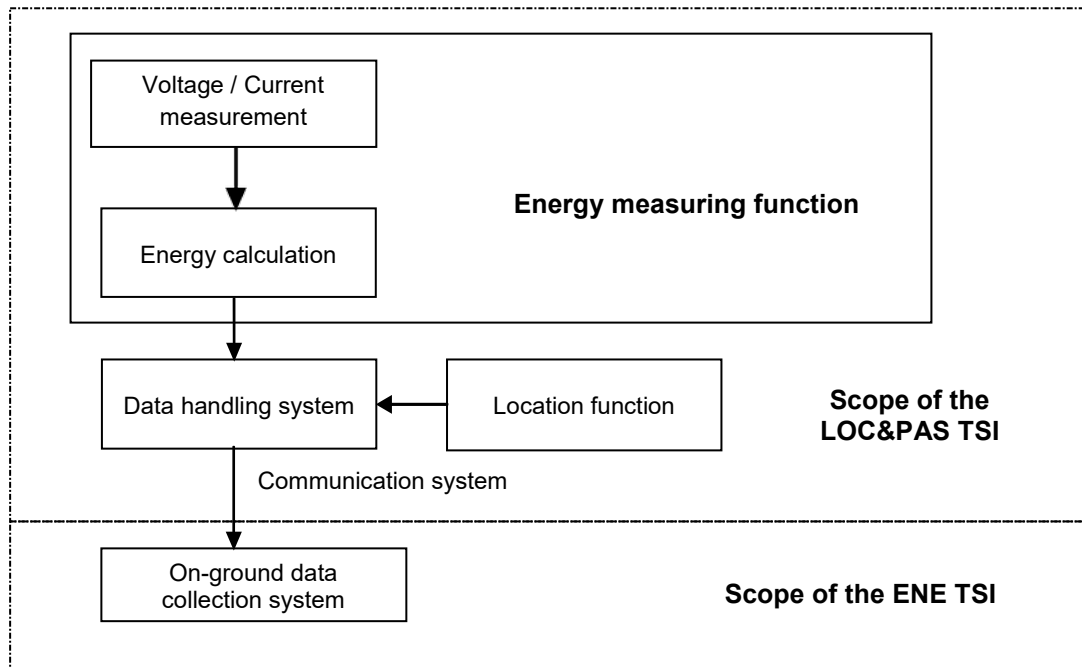 Voltage / Current
measurement
Energy measuring function
Energy calculation
Data handling system
Location function
Scope of the
LOC&PAS TSI
Communication system
On-ground data
collection system
Scope of the ENE TSI